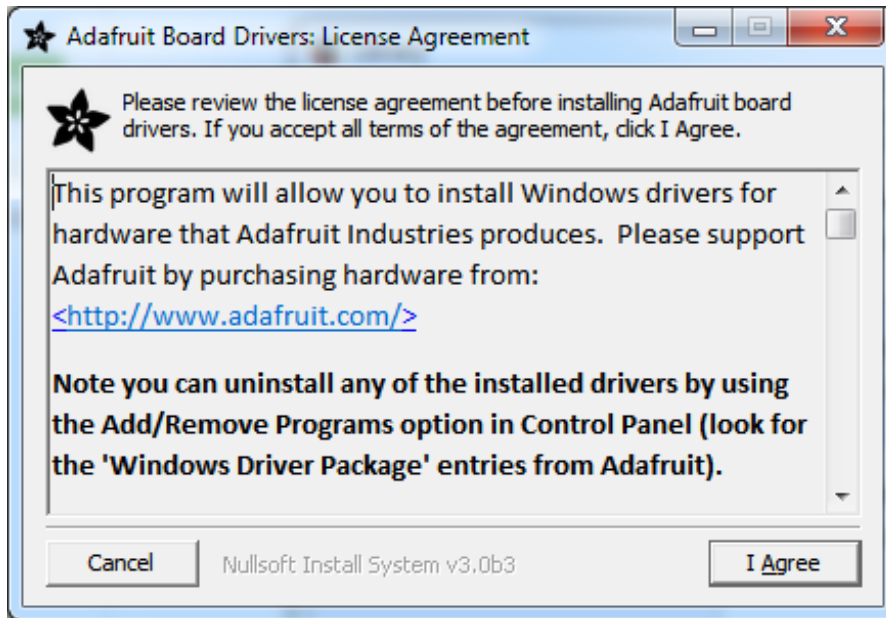 Adafruit Board Drivers: License Agreement
Please review the license agreement before installing Adafruit board
drivers. If you accept all terms of the agreement, click I Agree.
This program will allow you to install Windows drivers for
hardware that Adafruit Industries produces.  Please support
Adafruit by purchasing hardware from:
<http://www.adafruit.com/>
Note you can uninstall any of the installed drivers by using
the Add/Remove Programs option in Control Panel (look for
the 'Windows Driver Package' entries from Adafruit).
Cancel
Nullsoft Install System v3.0b3
I Agree